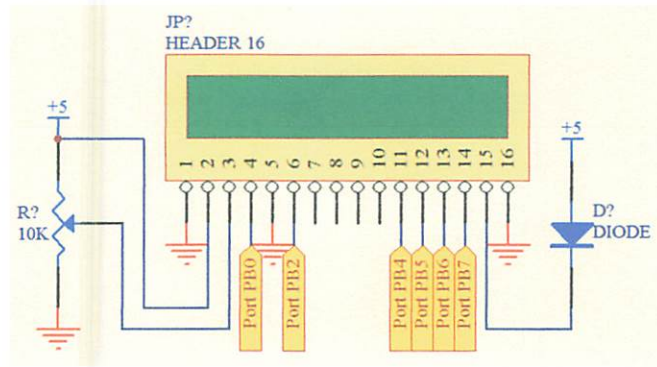 JP?
HEADER 16
+5
+5
1 2 3 4 5 6 7 8 9 10 11 12 13 14 15 16
R?
10K
D?
DIODE
Port PB0
Port PB2
Port PB4
Port PB5
Port PB6
Port PB7